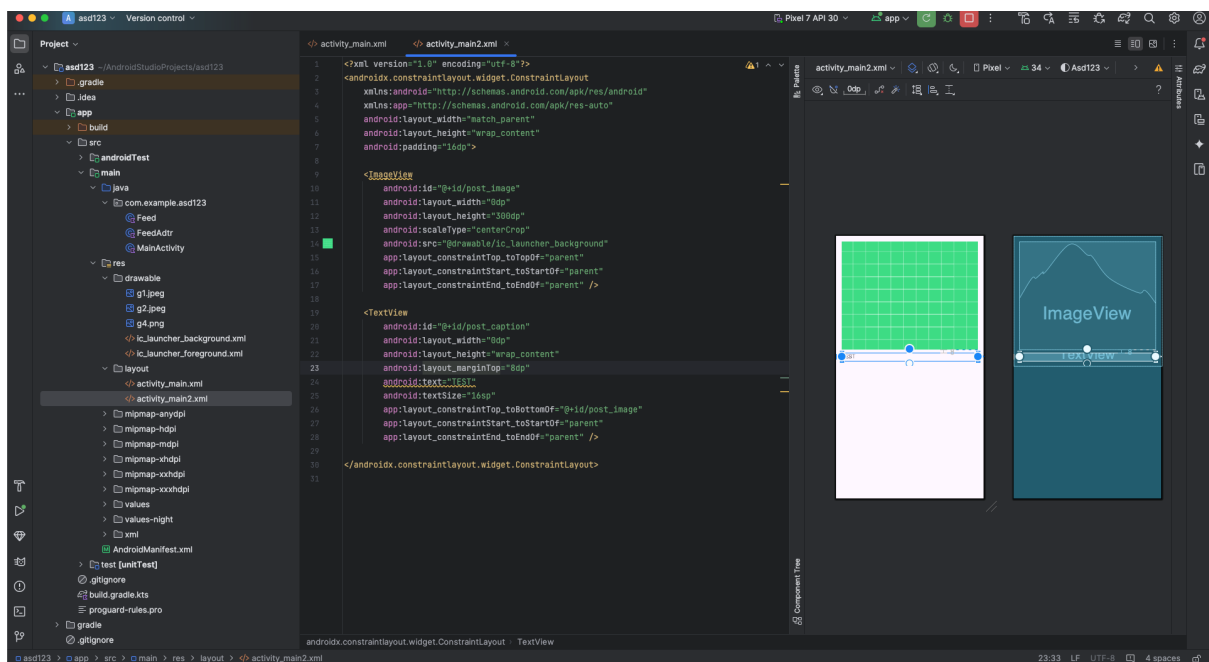 A asd123 Version control Pixel 7 API 30 app
Project
activity_main.xml activity_main2.xml
asd123 ~/AndroidStudioProjects/asd123
.gradle
.idea
app
build
src
androidTest
main
java
com.example.asd123
Feed
FeedAdtr
MainActivity
res
drawable
g1.jpeg
g2.jpeg
g4.png
ic_launcher_background.xml
ic_launcher_foreground.xml
layout
activity_main.xml
activity_main2.xml
mipmap-anydpi
mipmap-hdpi
mipmap-mdpi
mipmap-xhdpi
mipmap-xxhdpi
mipmap-xxxhdpi
values
values-night
xml
AndroidManifest.xml
test [unitTest]
.gitignore
build.gradle.kts
proguard-rules.pro
gradle
.gitignore
1 <?xml version="1.0" encoding="utf-8"?>
2 <androidx.constraintlayout.widget.ConstraintLayout
3 xmlns:android="http://schemas.android.com/apk/res/android"
4 xmlns:app="http://schemas.android.com/apk/res-auto"
5 android:layout_width="match_parent"
6 android:layout_height="wrap_content"
7 android:padding="16dp">
8
9 <ImageView
10 android:id="@+id/post_image"
11 android:layout_width="0dp"
12 android:layout_height="300dp"
13 android:scaleType="centerCrop"
14 android:src="@drawable/ic_launcher_background"
15 app:layout_constraintTop_toTopOf="parent"
16 app:layout_constraintStart_toStartOf="parent"
17 app:layout_constraintEnd_toEndOf="parent" />
18
19 <TextView
20 android:id="@+id/post_caption"
21 android:layout_width="0dp"
22 android:layout_height="wrap_content"
23 android:layout_marginTop="8dp"
24 android:text="TEST"
25 android:textSize="16sp"
26 app:layout_constraintTop_toBottomOf="@+id/post_image"
27 app:layout_constraintStart_toStartOf="parent"
28 app:layout_constraintEnd_toEndOf="parent" />
29
30 </androidx.constraintlayout.widget.ConstraintLayout>
31
1
Palette
activity_main2.xml Pixel 34 Asd123
0dp ?
Attributes
ImageView
TextView
Component Tree
androidx.constraintlayout.widget.ConstraintLayout TextView
asd123 > app > src > main > res > layout > activity_main2.xml 23:33 LF UTF-8 4 spaces